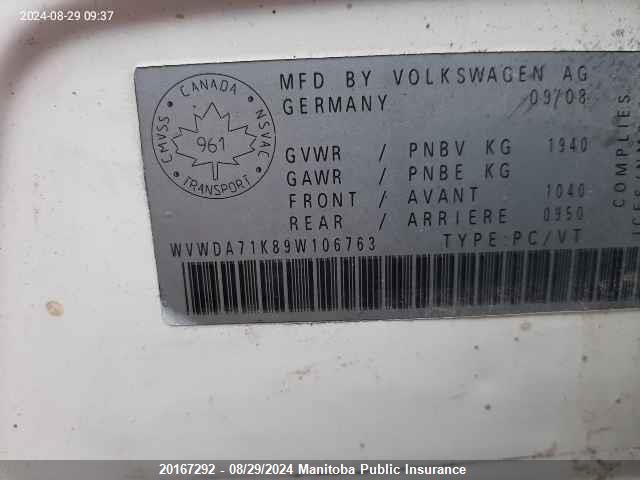 2024-08-29 09:37
CANADA
CMVSS
NSVAC
961
TRANSPORT
MFD BY VOLKSWAGEN AG
GERMANY 09/08
GVWR / PNBV KG 1940
GAWR / PNBE KG
FRONT / AVANT 1040
REAR / ARRIERE 0950
WVWDA71K89W106763 TYPE:PC/VT
COMPLIES
20167292 - 08/29/2024 Manitoba Public Insurance